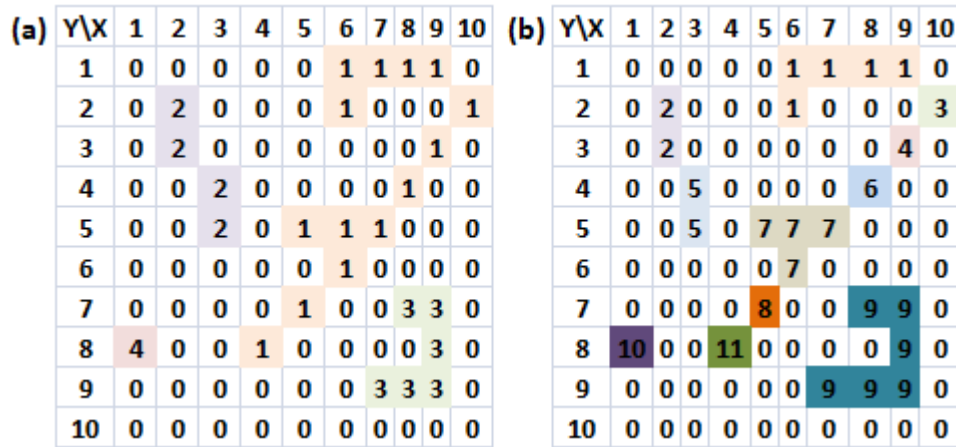 (a) Y\X 1 2 3 4 5 6 7 8 9 10 (b) Y\X 1 2 3 4 5 6 7 8 9 10
1 0 0 0 0 0 1 1 1 1 0 1 0 0 0 0 0 1 1 1 1 0
2 0 2 0 0 0 1 0 0 0 1 2 0 2 0 0 0 1 0 0 0 3
3 0 2 0 0 0 0 0 0 1 0 3 0 2 0 0 0 0 0 0 4 0
4 0 0 2 0 0 0 0 1 0 0 4 0 0 5 0 0 0 0 6 0 0
5 0 0 2 0 1 1 1 0 0 0 5 0 0 5 0 7 7 7 0 0 0
6 0 0 0 0 0 1 0 0 0 0 6 0 0 0 0 0 7 0 0 0 0
7 0 0 0 0 1 0 0 3 3 0 7 0 0 0 0 8 0 0 9 9 0
8 4 0 0 1 0 0 0 0 3 0 8 10 0 0 11 0 0 0 0 9 0
9 0 0 0 0 0 0 3 3 3 0 9 0 0 0 0 0 0 9 9 9 0
10 0 0 0 0 0 0 0 0 0 0 10 0 0 0 0 0 0 0 0 0 0